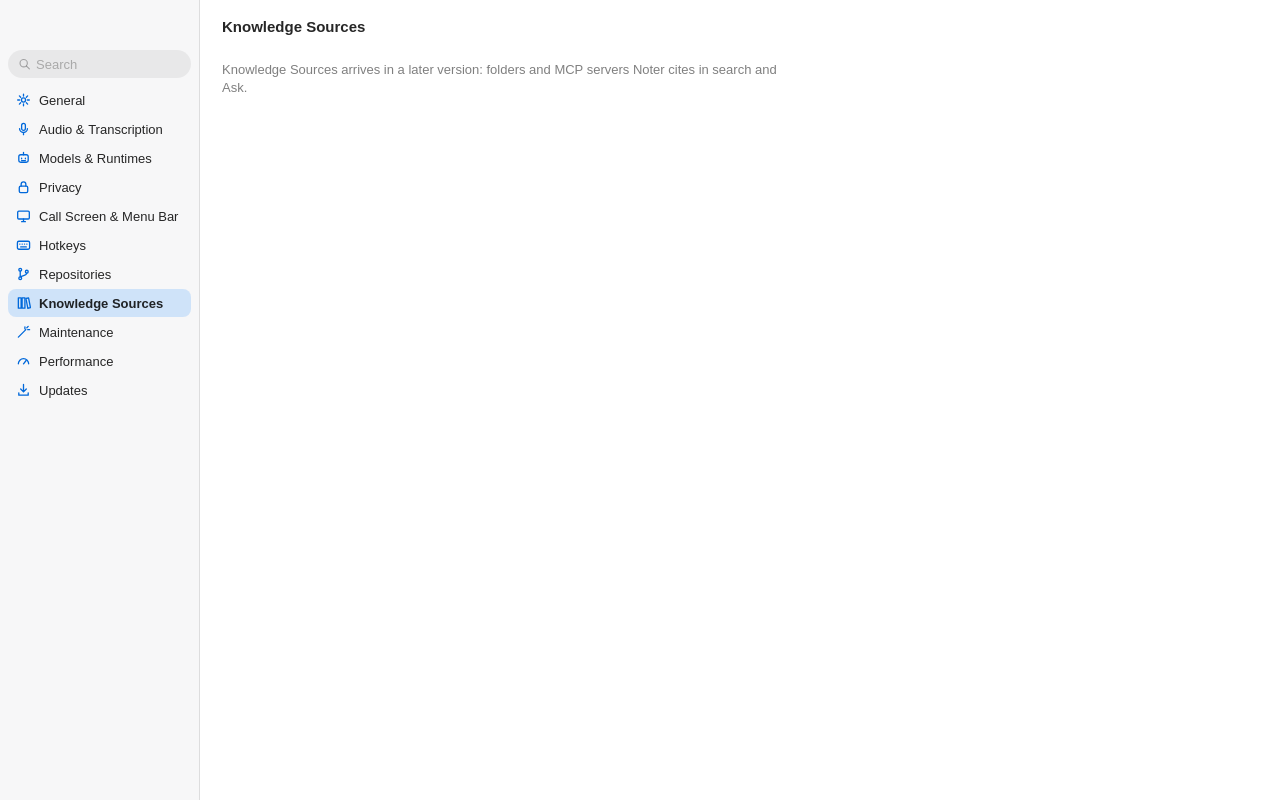 Knowledge Sources
Search
Knowledge Sources arrives in a later version: folders and MCP servers Noter cites in search and
Ask.
General
Audio & Transcription
Models & Runtimes
Privacy
Call Screen & Menu Bar
Hotkeys
Repositories
Knowledge Sources
Maintenance
Performance
Updates